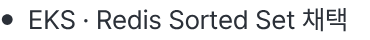 • EKS · Redis Sorted Set 채택